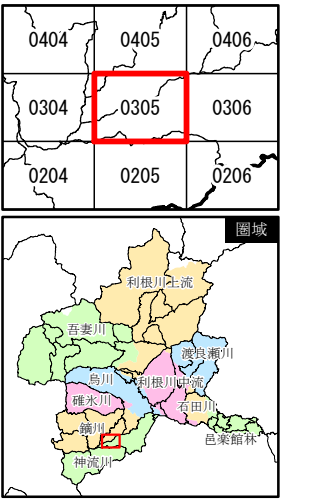 0404 0405 0406
0304 0305 0306
0204 0205 0206
圏域
利根川上流
吾妻川
渡良瀬川
烏川
利根川中流
碓氷川
石田川
鏑川
邑楽館林
神流川